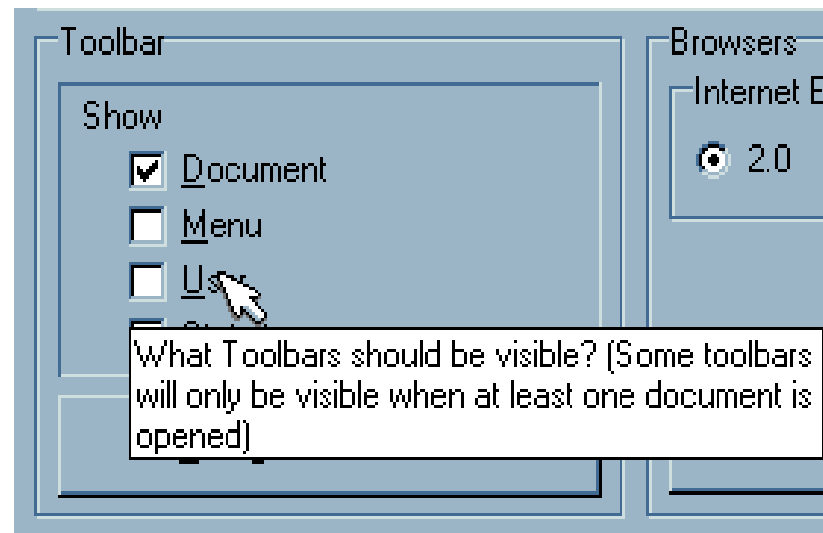 Toolbar
Show
Document
Menu
User
What Toolbars should be visible? (Some toolbars
will only be visible when at least one document is
opened)
Browsers
Internet E
2.0